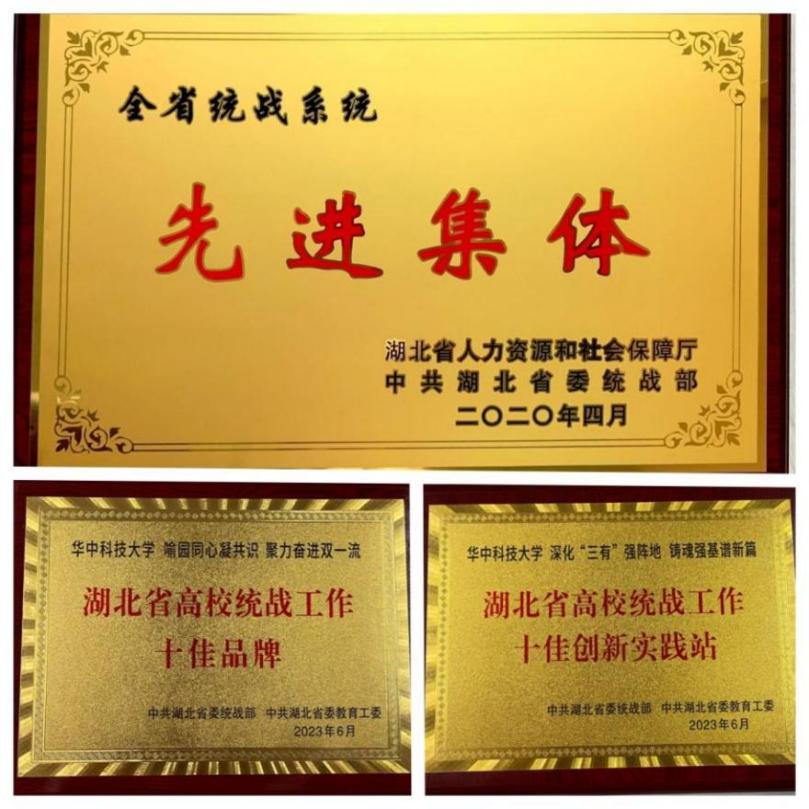 全省统战系统
先进集体
湖北省人力资源和社会保障厅
中共湖北省委统战部
二〇二〇年四月
华中科技大学 喻园同心凝共识 聚力奋进双一流
湖北省高校统战工作
十佳品牌
中共湖北省委统战部 中共湖北省委教育工委
2023年6月
华中科技大学 深化“三有”强阵地 铸魂强基谱新篇
湖北省高校统战工作
十佳创新实践站
中共湖北省委统战部 中共湖北省委教育工委
2023年6月